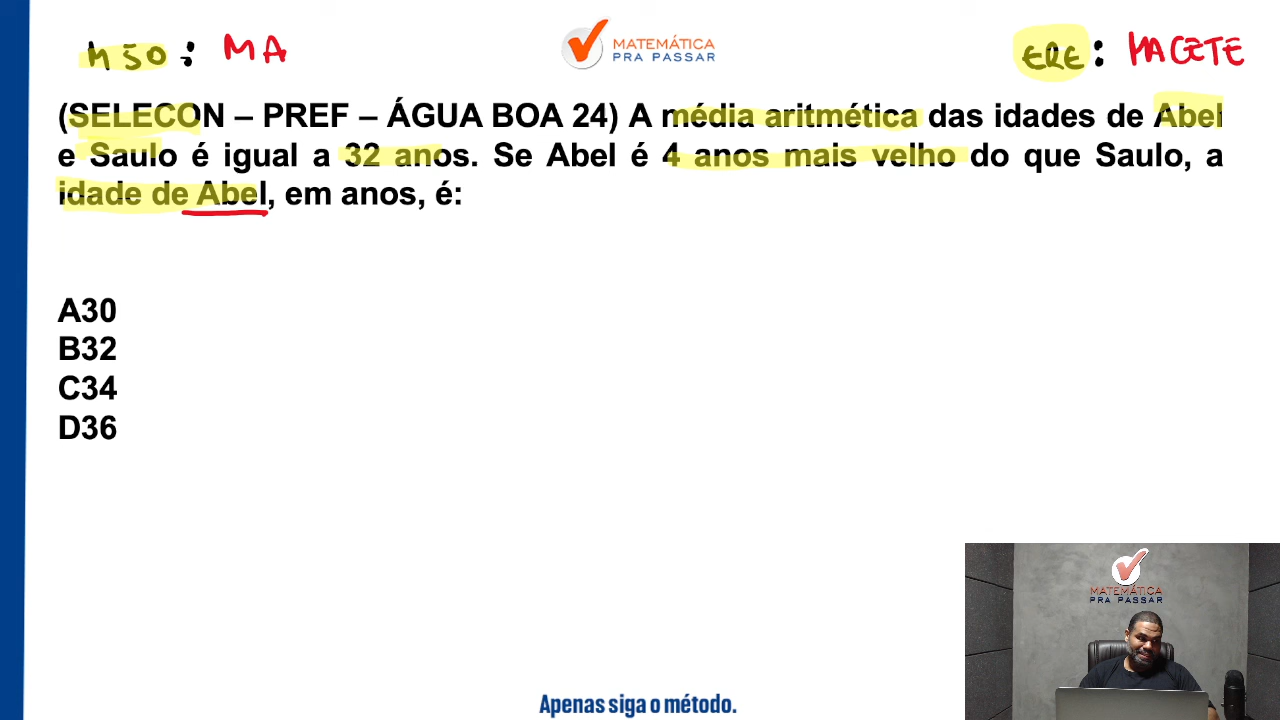 M50: MA
MATEMÁTICA
PRA PASSAR
ERE: MACETE
(SELECON – PREF – ÁGUA BOA 24) A média aritmética das idades de Abel
e Saulo é igual a 32 anos. Se Abel é 4 anos mais velho do que Saulo, a
idade de Abel, em anos, é:
A30
B32
C34
D36
MATEMÁTICA
PRA PASSAR
Apenas siga o método.